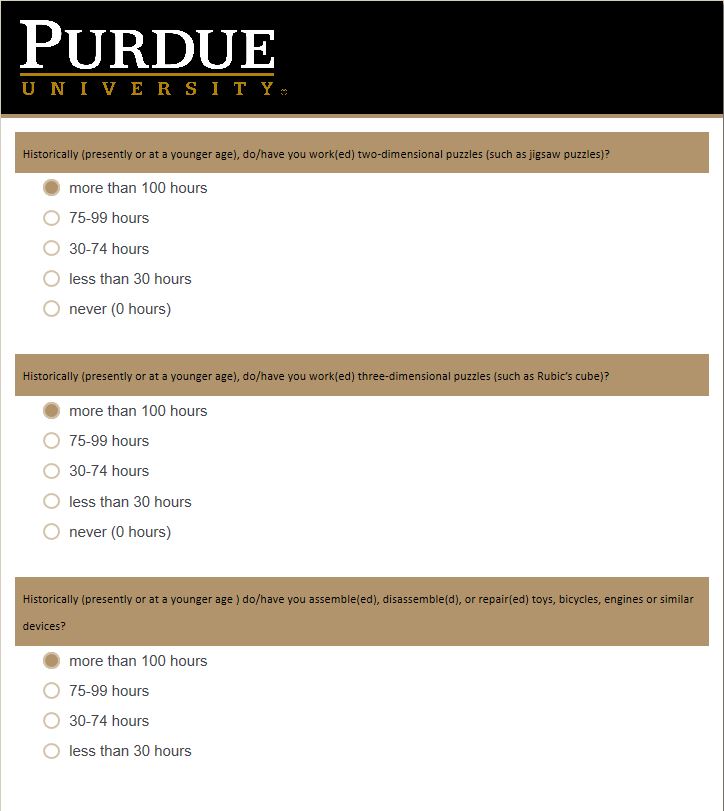 PURDUE
UNIVERSITY
Historically (presently or at a younger age), do/have you work(ed) two-dimensional puzzles (such as jigsaw puzzles)?
more than 100 hours
75-99 hours
30-74 hours
less than 30 hours
never (0 hours)
Historically (presently or at a younger age), do/have you work(ed) three-dimensional puzzles (such as Rubic's cube)?
more than 100 hours
75-99 hours
30-74 hours
less than 30 hours
never (0 hours)
Historically (presently or at a younger age ) do/have you assemble(ed), disassemble(d), or repair(ed) toys, bicycles, engines or similar
devices?
more than 100 hours
75-99 hours
30-74 hours
less than 30 hours